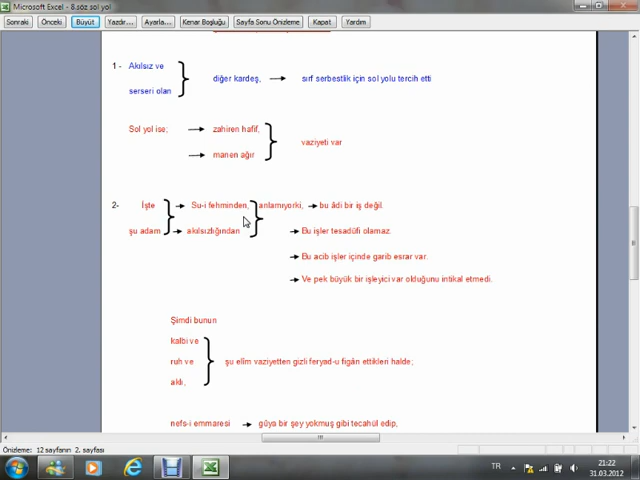 Microsoft Excel - 8.söz sol yol
Sonraki Önceki Büyüt Yazdır... Ayarla... Kenar Boşluğu Sayfa Sonu Önizleme Kapat Yardım
1 - Akılsız ve
serseri olan
diğer kardeş, sırf serbestlik için sol yolu tercih etti
Sol yol ise; zahiren hafif,
manen ağır
vaziyeti var
2- İşte Su-i fehminden, anlamıyorki, bu âdi bir iş değil.
şu adam akılsızlığından Bu işler tesadüfi olamaz.
Bu acib işler içinde garib esrar var.
Ve pek büyük bir işleyici var olduğunu intikal etmedi.
Şimdi bunun
kalbi ve
ruh ve şu elîm vaziyetten gizli feryad-u figân ettikleri halde;
aklı,
nefs-i emmaresi gûya bir şey yokmuş gibi tecahül edip,
Önizleme: 12 sayfanın 2. sayfası
TR 21:22
31.03.2012